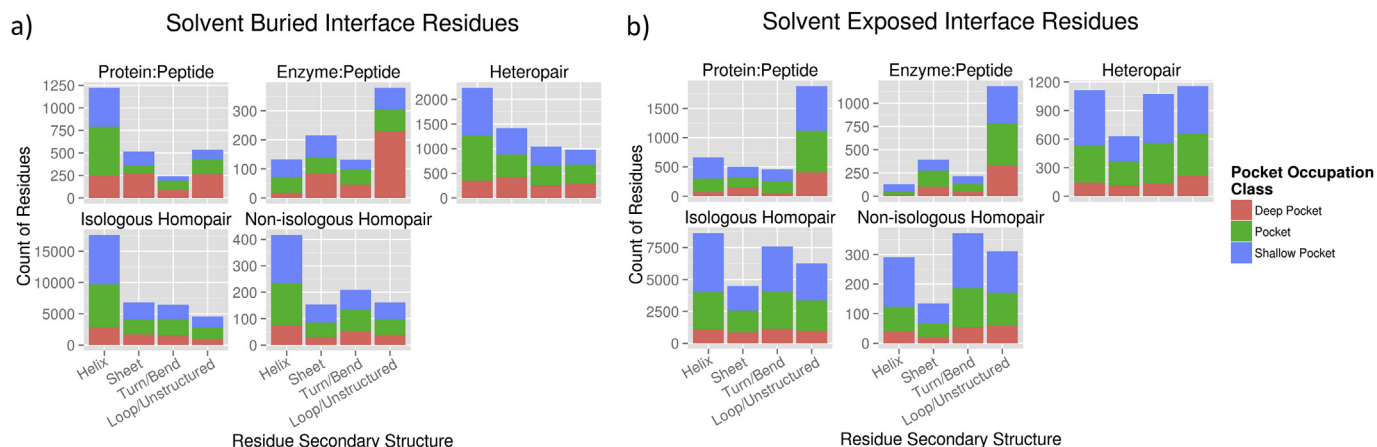 a)
Solvent Buried Interface Residues
Protein:Peptide
Enzyme:Peptide
Heteropair
1250
1000
750
500
250
0
300
200
100
0
2000
1500
1000
500
0
Isologous Homopair
Non-isologous Homopair
15000
10000
5000
0
400
300
200
100
0
Count of Residues
Helix
Sheet
Turn/Bend
Loop/Unstructured
Helix
Sheet
Turn/Bend
Loop/Unstructured
Residue Secondary Structure
b)
Solvent Exposed Interface Residues
Protein:Peptide
Enzyme:Peptide
Heteropair
1500
1000
500
0
1000
750
500
250
0
1200
900
600
300
0
Isologous Homopair
Non-isologous Homopair
7500
5000
2500
0
300
200
100
0
Count of Residues
Helix
Sheet
Turn/Bend
Loop/Unstructured
Helix
Sheet
Turn/Bend
Loop/Unstructured
Residue Secondary Structure
Pocket Occupation
Class
Deep Pocket
Pocket
Shallow Pocket